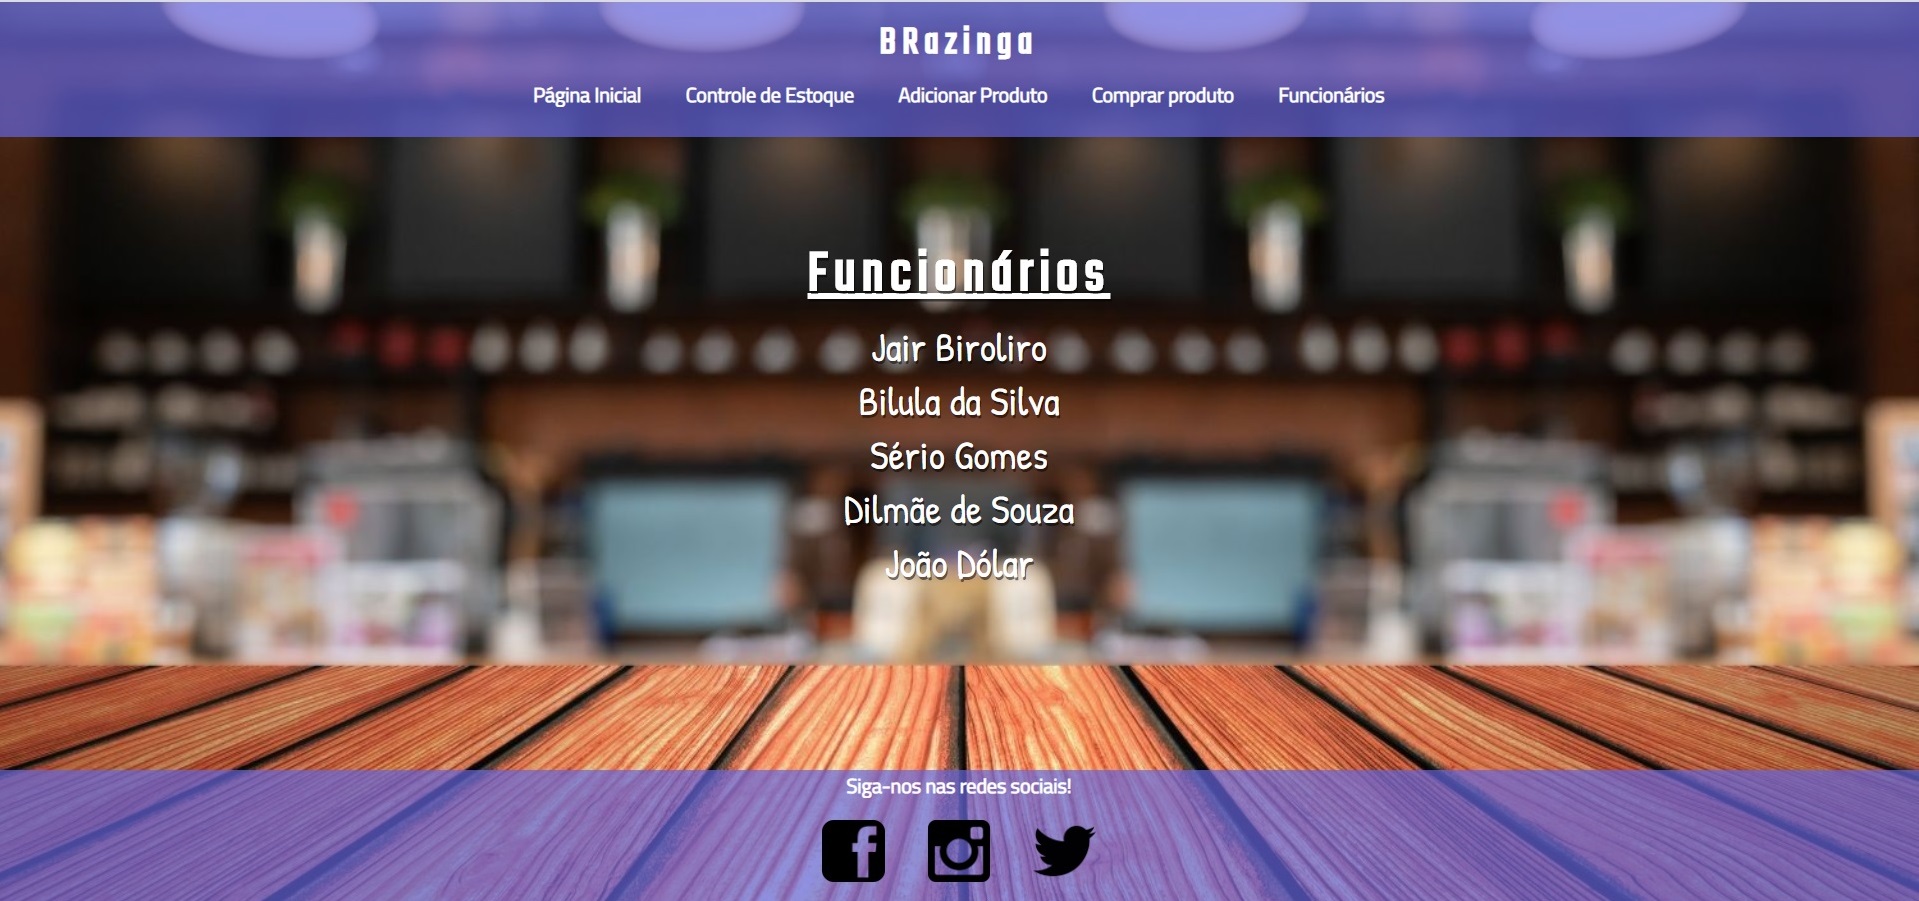 BRazinga
Página Inicial Controle de Estoque Adicionar Produto Comprar produto Funcionários
Funcionários
Jair Biroliro
Bilula da Silva
Sério Gomes
Dilmãe de Souza
João Dólar
Siga-nos nas redes sociais!